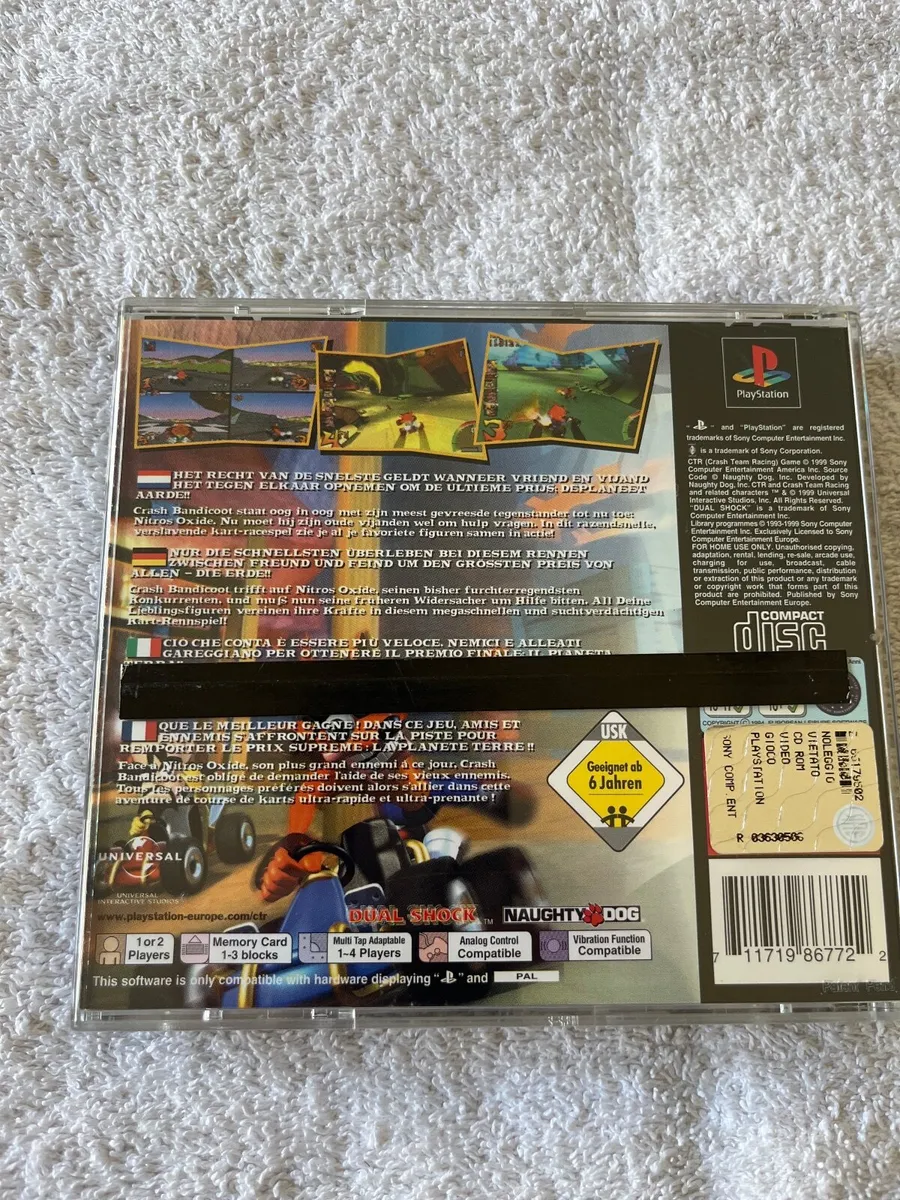 PlayStation
- and "PlayStation" are registered
trademarks of Sony Computer Entertainment Inc.
is a trademark of Sony Corporation.
CTR (Crash Team Racing) Game © 1999 Sony
Computer Entertainment America Inc. Source
Code © Naughty Dog, Inc. Developed by
Naughty Dog, Inc. CTR and Crash Team Racing
and related characters ™ & © 1999 Universal
Interactive Studios, Inc. All Rights Reserved
"DUAL SHOCK" is a trademark of Sony
Computer Entertainment Inc.
Library programmes © 1993-1999 Sony Computer
Entertainment Inc. Exclusively Licensed to Sony
Computer Entertainment Europe.
FOR HOME USE ONLY. Unauthorised copying,
adaptation, rental, lending, re-sale, arcade use,
charging for use, broadcast, cable
transmission, public performance, distribution
or extraction of this product or any trademark
or copyright work that forms part of this
product are prohibited. Published by Sony
Computer Entertainment Europe.
COMPACT
disc
HET RECHT VAN DE SNELSTE GELDT WANNEER VRIEND EN VIJAND
HET TEGEN ELKAAR OPNEMEN OM DE ULTIEME PRIJS: DEPLANEET
AARDE!!
Crash Bandicoot staat oog in oog met zijn meest gevreesde tegenstander tot nu toe:
Nitros Oxide. Nu moet hij zijn oude vijanden wel om hulp vragen. In dit razendsnelle,
verslavende kart-racespel zie je al je favoriete figuren samen in actie!
NUR DIE SCHNELLSTEN ÜBERLEBEN BEI DIESEM RENNEN
ZWISCHEN FREUND UND FEIND UM DEN GRÖSSTEN PREIS VON
ALLEN – DIE ERDE!!
Crash Bandicoot trifft auf Nitros Oxide, seinen bisher furchterregendsten
Konkurrenten, und muß nun seine früheren Widersacher um Hilfe bitten. All Deine
Lieblingsfiguren vereinen ihre Kräfte in diesem megaschnellen und suchtverdächtigen
Kart-Rennspiel!!
CIÒ CHE CONTA È ESSERE PIÙ VELOCE. NEMICI E ALLEATI
GAREGGIANO PER OTTENERE IL PREMIO FINALE: IL PIANETA
QUE LE MEILLEUR GAGNE! DANS CE JEU, AMIS ET
ENNEMIS S'AFFRONTENT SUR LA PISTE POUR
REMPORTER LE PRIX SUPREME : LA PLANETE TERRE !!
Face à Nitros Oxide, son plus grand ennemi à ce jour, Crash
Bandicoot est obligé de demander l'aide de ses vieux ennemis.
Tous les personnages préférés doivent alors s'allier dans cette
aventure de course de karts ultra-rapide et ultra-prenante !
USK
Geeignet ab
6 Jahren
NOLEGGIO
VIETATO
CD ROM
VIDEO
GIOCO
PLAYSTATION
SONY COMP ENT
R 03630506
UNIVERSAL
UNIVERSAL
INTERACTIVE STUDIOS
www.playstation-europe.com/ctr
DUAL SHOCK ™
NAUGHTY DOG
1 or 2
Players
Memory Card
1-3 blocks
Multi Tap Adaptable
1~4 Players
Analog Control
Compatible
Vibration Function
Compatible
This software is only compatible with hardware displaying " " and PAL
7 11719 86772 2